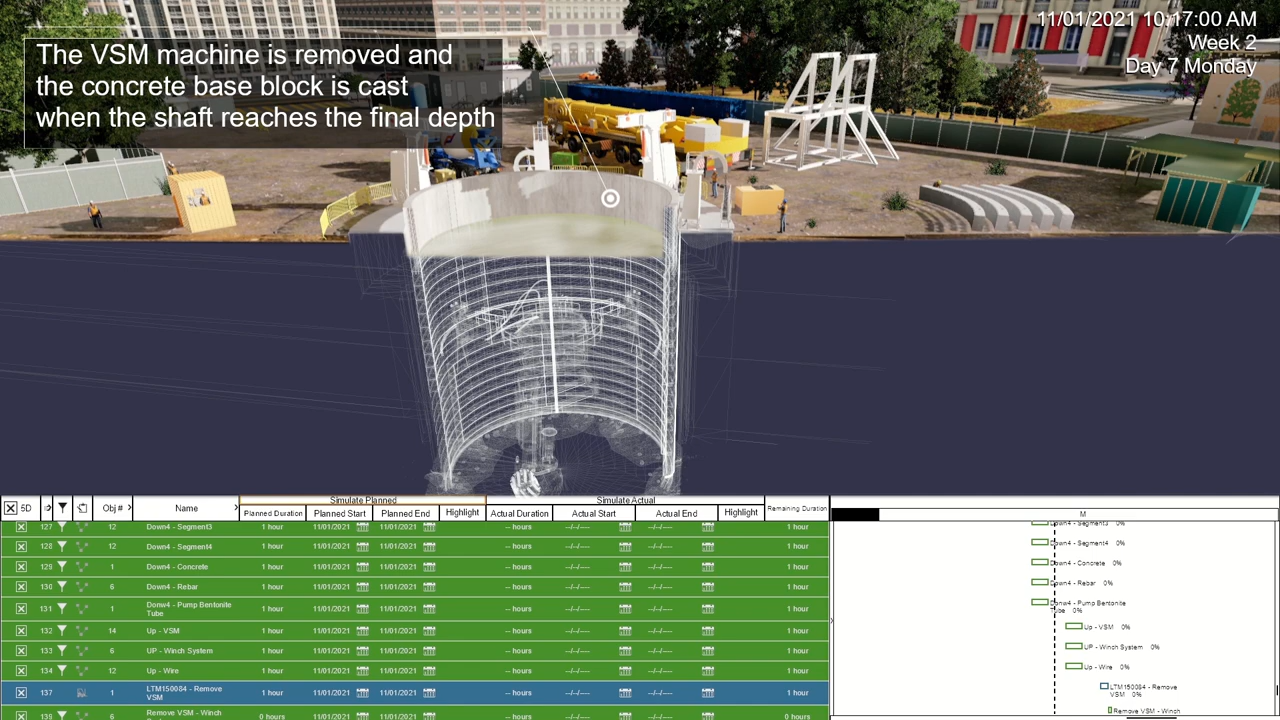 11/01/2021 10:17:00 AM
Week 2
Day 7 Monday
The VSM machine is removed and
the concrete base block is cast
when the shaft reaches the final depth
Simulate Planned
Simulate Actual
5D Obj # Name Planned Duration Planned Start Planned End Highlight Actual Duration Actual Start Actual End Highlight Remaining Duration
M
127 12 Down4 - Segment3 1 hour 11/01/2021 11/01/2021 -- hours --/--/---- --/--/---- 1 hour
Down4 - Segment3 0%
128 12 Down4 - Segment4 1 hour 11/01/2021 11/01/2021 -- hours --/--/---- --/--/---- 1 hour
Down4 - Segment4 0%
129 1 Down4 - Concrete 1 hour 11/01/2021 11/01/2021 -- hours --/--/---- --/--/---- 1 hour
Down4 - Concrete 0%
130 6 Down4 - Rebar 1 hour 11/01/2021 11/01/2021 -- hours --/--/---- --/--/---- 1 hour
Down4 - Rebar 0%
131 1 Donw4 - Pump Bentonite
Tube 1 hour 11/01/2021 11/01/2021 -- hours --/--/---- --/--/---- 1 hour
Donw4 - Pump Bentonite
Tube 0%
132 14 Up - VSM 1 hour 11/01/2021 11/01/2021 -- hours --/--/---- --/--/---- 1 hour
Up - VSM 0%
133 6 UP - Winch System 1 hour 11/01/2021 11/01/2021 -- hours --/--/---- --/--/---- 1 hour
UP - Winch System 0%
134 12 Up - Wire 1 hour 11/01/2021 11/01/2021 -- hours --/--/---- --/--/---- 1 hour
Up - Wire 0%
137 1 LTM150084 - Remove
VSM 1 hour 11/01/2021 11/01/2021 -- hours --/--/---- --/--/---- 1 hour
LTM150084 - Remove
VSM 0%
139 6 Remove VSM - Winch
0 hours 11/01/2021 11/01/2021 -- hours --/--/---- --/--/---- 0 hours
Remove VSM - Winch